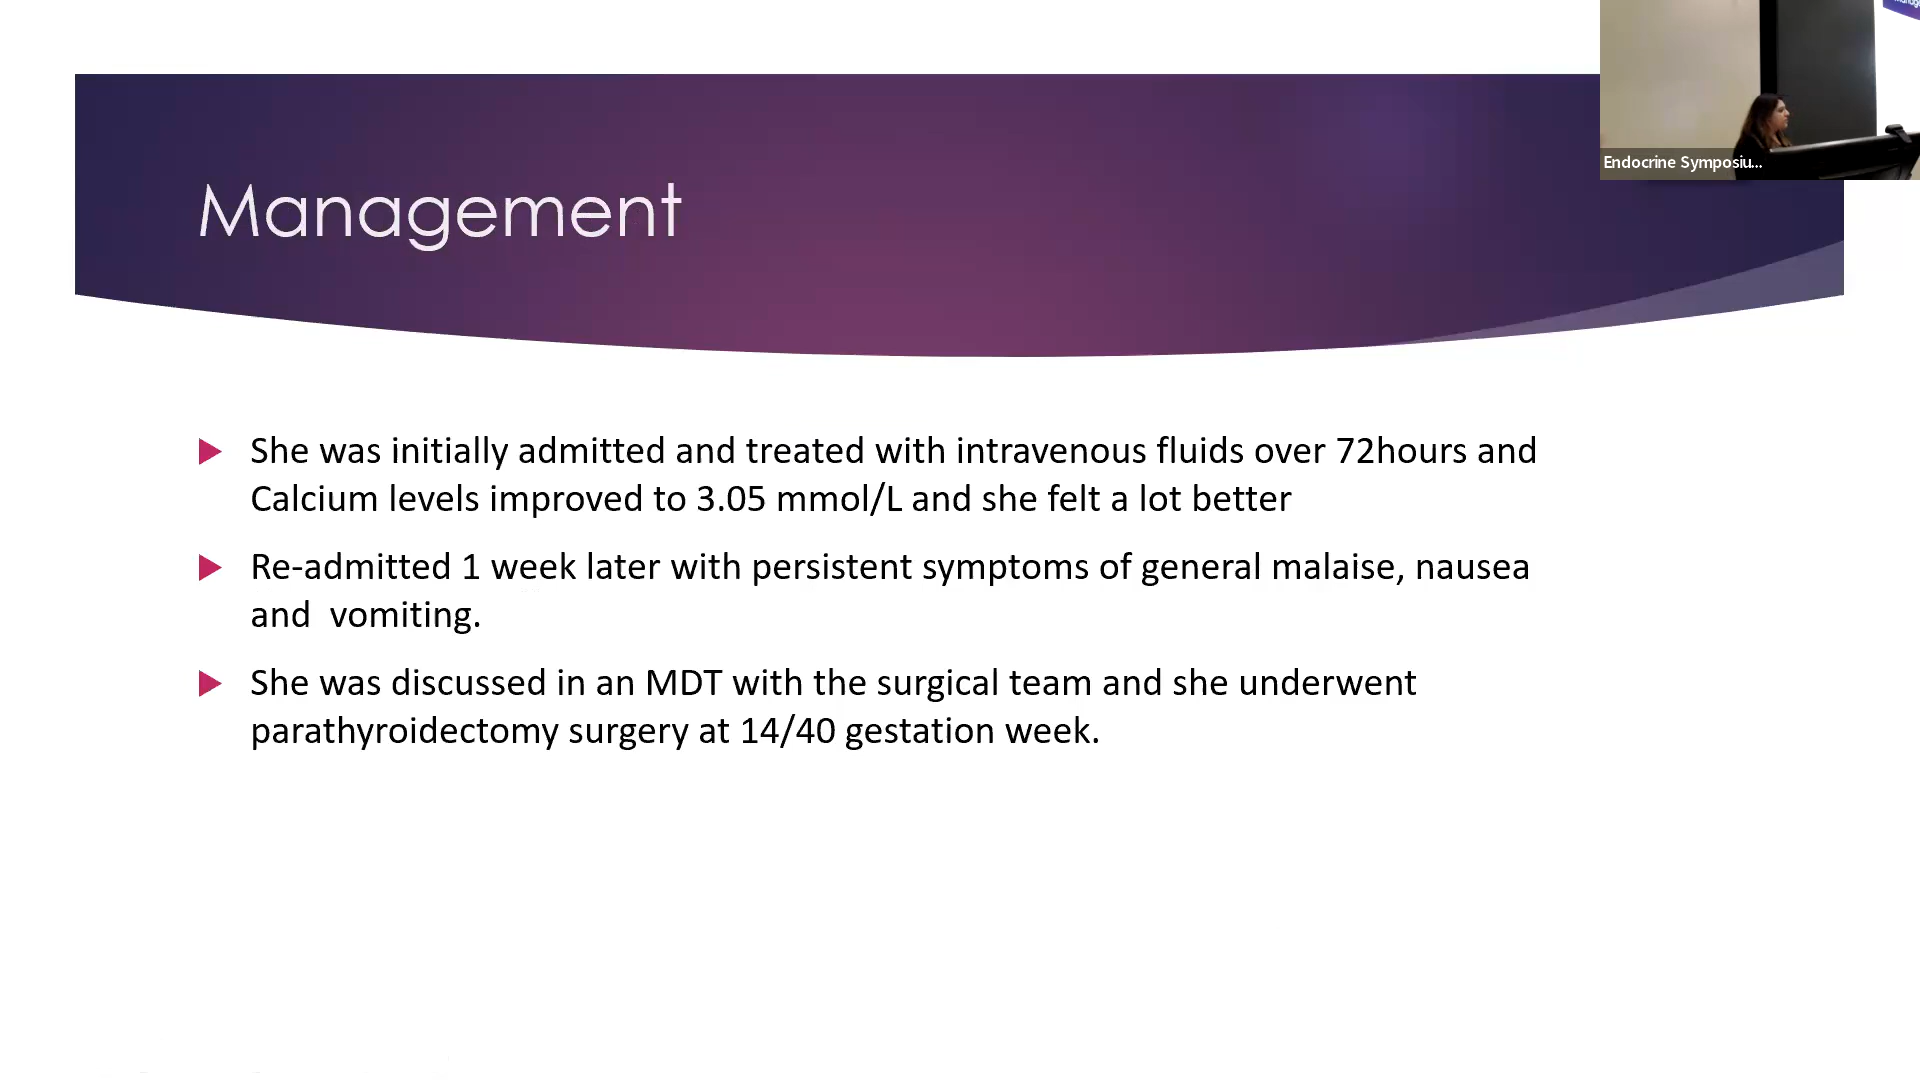 Management
Endocrine Symposiu...
She was initially admitted and treated with intravenous fluids over 72hours and
Calcium levels improved to 3.05 mmol/L and she felt a lot better
Re-admitted 1 week later with persistent symptoms of general malaise, nausea
and  vomiting.
She was discussed in an MDT with the surgical team and she underwent
parathyroidectomy surgery at 14/40 gestation week.